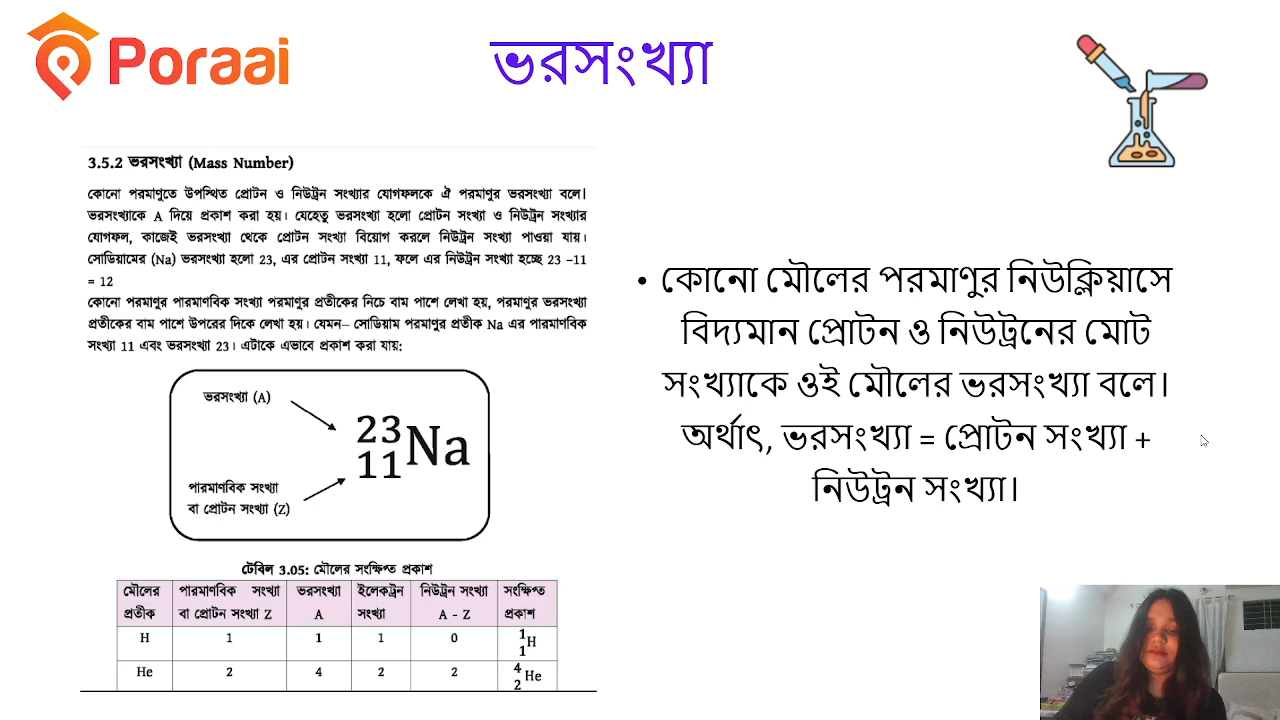 Poraai
ভরসংখ্যা
3.5.2 ভরসংখ্যা (Mass Number)
কোনো পরমাণুতে উপস্থিত প্রোটন ও নিউট্রন সংখ্যার যোগফলকে ঐ পরমাণুর ভরসংখ্যা বলে।
ভরসংখ্যাকে A দিয়ে প্রকাশ করা হয়। যেহেতু ভরসংখ্যা হলো প্রোটন সংখ্যা ও নিউট্রন সংখ্যার
যোগফল, কাজেই ভরসংখ্যা থেকে প্রোটন সংখ্যা বিয়োগ করলে নিউট্রন সংখ্যা পাওয়া যায়।
সোডিয়ামের (Na) ভরসংখ্যা হলো 23, এর প্রোটন সংখ্যা 11, ফলে এর নিউট্রন সংখ্যা হচ্ছে 23 –11
= 12
কোনো পরমাণুর পারমাণবিক সংখ্যা পরমাণুর প্রতীকের নিচে বাম পাশে লেখা হয়, পরমাণুর ভরসংখ্যা
প্রতীকের বাম পাশে উপরের দিকে লেখা হয়। যেমন– সোডিয়াম পরমাণুর প্রতীক Na এর পারমাণবিক
সংখ্যা 11 এবং ভরসংখ্যা 23। এটাকে এভাবে প্রকাশ করা যায়:
ভরসংখ্যা (A)
23
11 Na
পারমাণবিক সংখ্যা
বা প্রোটন সংখ্যা (Z)
টেবিল 3.05: মৌলের সংক্ষিপ্ত প্রকাশ
মৌলের প্রতীক পারমাণবিক সংখ্যা বা প্রোটন সংখ্যা Z ভরসংখ্যা A ইলেকট্রন সংখ্যা নিউট্রন সংখ্যা A – Z সংক্ষিপ্ত প্রকাশ
H 1 1 1 0 1 1 H
He 2 4 2 2 4 2 He
• কোনো মৌলের পরমাণুর নিউক্লিয়াসে
বিদ্যমান প্রোটন ও নিউট্রনের মোট
সংখ্যাকে ওই মৌলের ভরসংখ্যা বলে।
অর্থাৎ, ভরসংখ্যা = প্রোটন সংখ্যা +
নিউট্রন সংখ্যা।